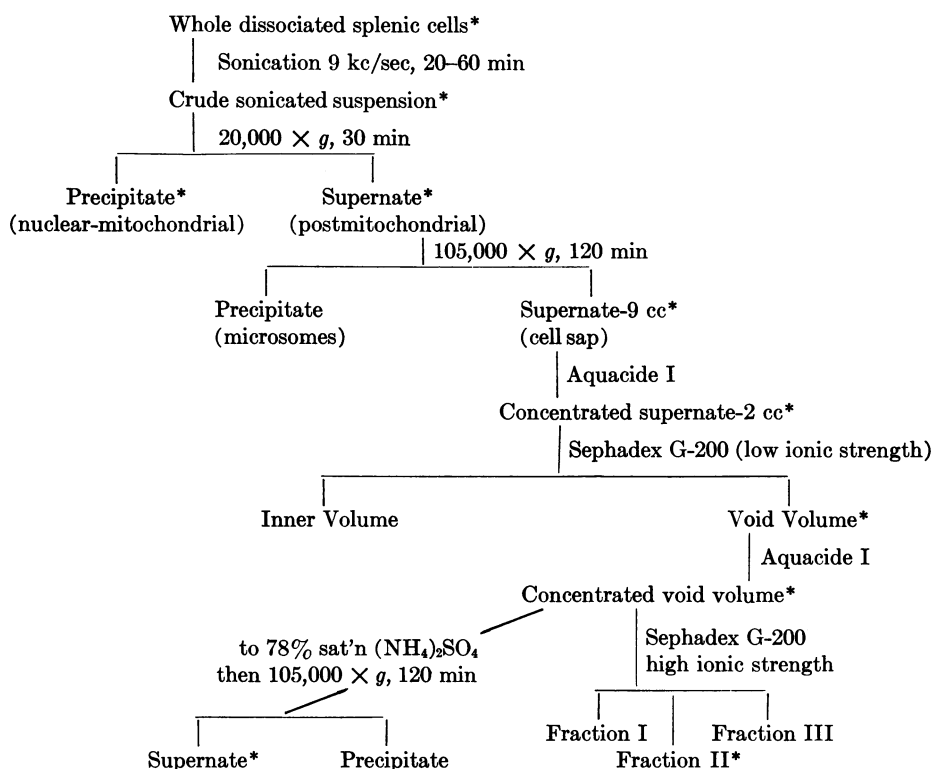 Whole dissociated splenic cells*
Sonication 9 kc/sec, 20–60 min
Crude sonicated suspension*
20,000 × g, 30 min
Precipitate*
(nuclear-mitochondrial)
Supernate*
(postmitochondrial)
105,000 × g, 120 min
Precipitate
(microsomes)
Supernate-9 cc*
(cell sap)
Aquacide I
Concentrated supernate-2 cc*
Sephadex G-200 (low ionic strength)
Inner Volume
Void Volume*
Aquacide I
Concentrated void volume*
to 78% sat'n (NH₄)₂SO₄
then 105,000 × g, 120 min
Sephadex G-200
high ionic strength
Supernate*
Precipitate
Fraction I
Fraction II*
Fraction III